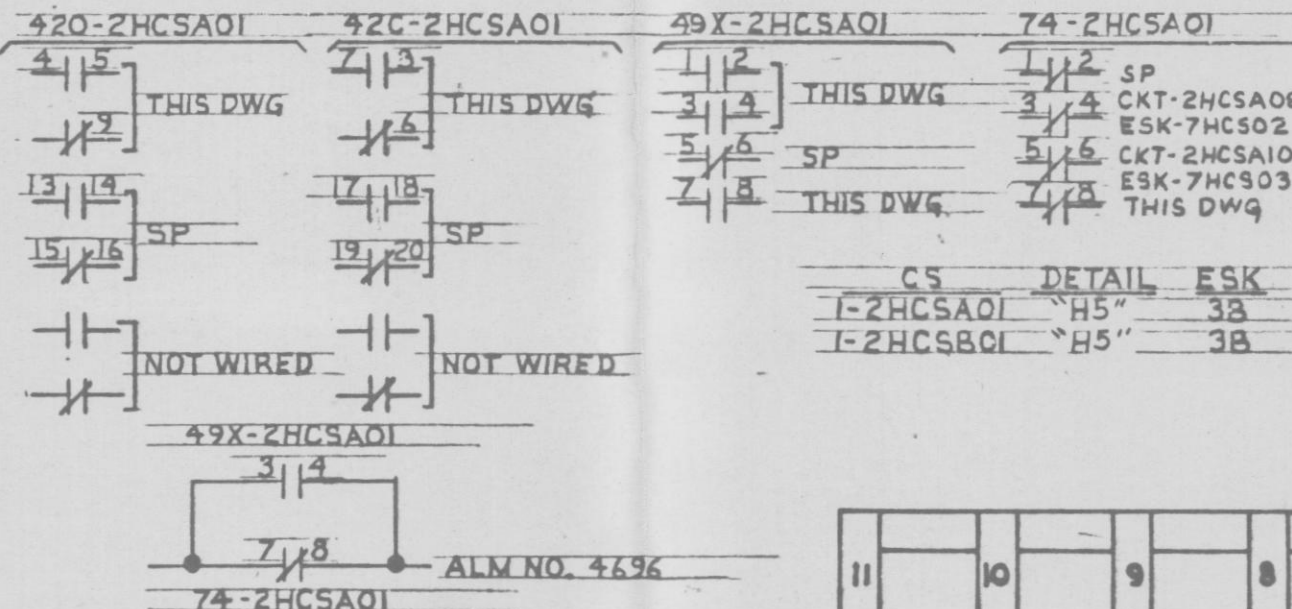 42O-2HCSA01 42C-2HCSA01 49X-2HCSA01 74-2HCSA01
4 5 7 3 1 2 1 2 SP
THIS DWG THIS DWG THIS DWG
3 4 3 4 CKT-2HCSA08
9 6 ESK-7HCS02
5 6 SP 5 6 CKT-2HCSA10
13 14 17 18 ESK-7HCS03
7 8 THIS DWG 7 8 THIS DWG
SP SP
15 16 19 20
CS DETAIL ESK
1-2HCSA01 "H5" 3B
1-2HCSB01 "H5" 3B
NOT WIRED NOT WIRED
49X-2HCSA01
3 4
7 8 ALM NO. 4696
74-2HCSA01
11 10 9 8